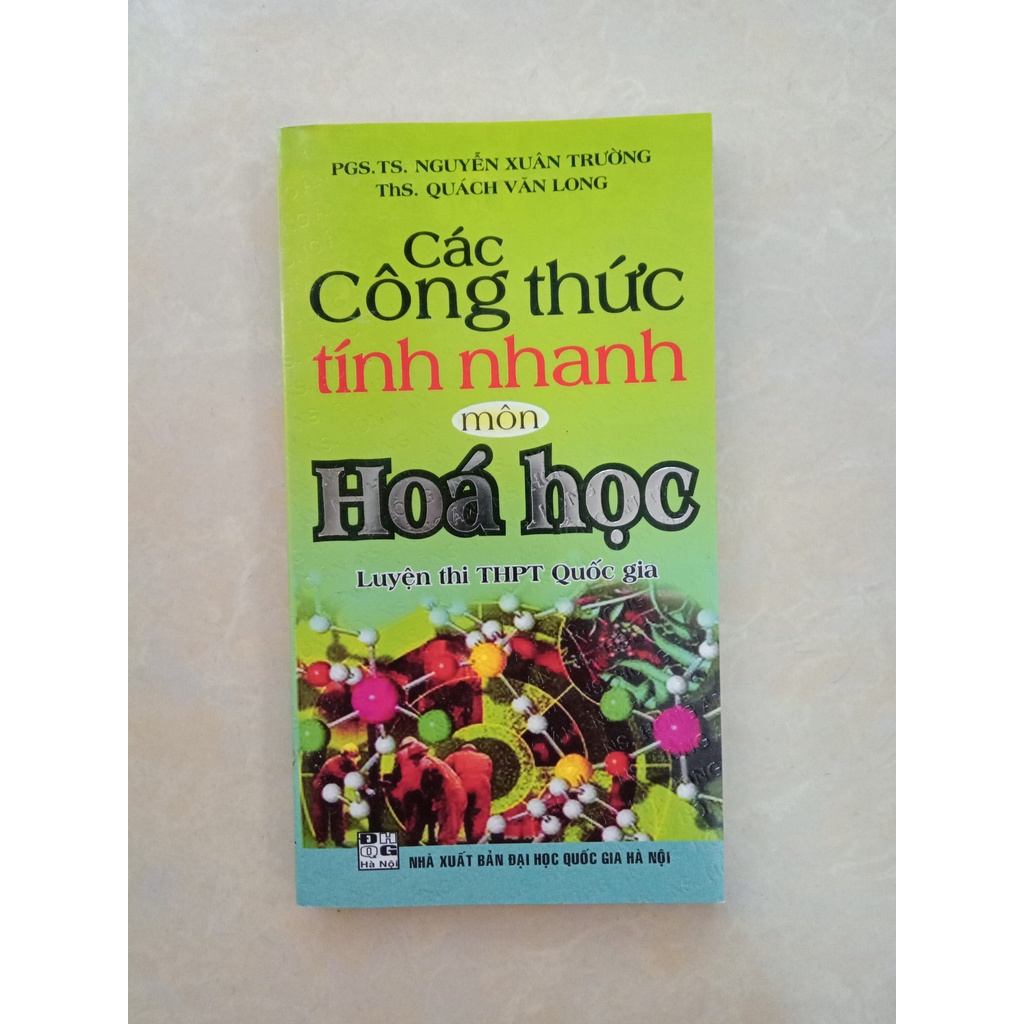 PGS.TS. NGUYỄN XUÂN TRƯỜNG
ThS. QUÁCH VĂN LONG
Các
Công thức
tính nhanh
môn
Hoá học
Luyện thi THPT Quốc gia
ĐH
QG
Hà Nội
NHÀ XUẤT BẢN ĐẠI HỌC QUỐC GIA HÀ NỘI